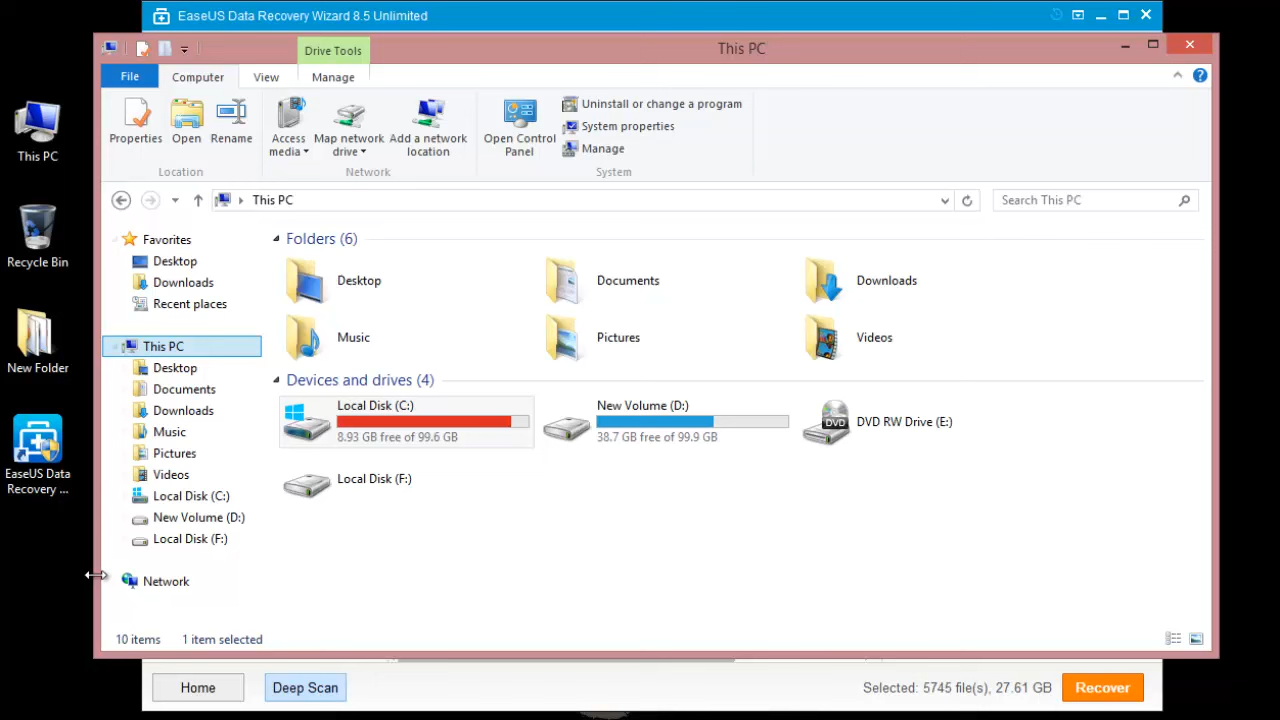 EaseUS Data Recovery Wizard 8.5 Unlimited
Drive Tools
This PC
File
Computer
View
Manage
Properties
Open
Rename
Access
media
Map network
drive
Add a network
location
Open Control
Panel
Uninstall or change a program
System properties
Manage
Location
Network
System
This PC
Search This PC
This PC
Recycle Bin
New Folder
EaseUS Data
Recovery ...
Favorites
Desktop
Downloads
Recent places
This PC
Desktop
Documents
Downloads
Music
Pictures
Videos
Local Disk (C:)
New Volume (D:)
Local Disk (F:)
Network
Folders (6)
Desktop
Documents
Downloads
Music
Pictures
Videos
Devices and drives (4)
Local Disk (C:)
8.93 GB free of 99.6 GB
New Volume (D:)
38.7 GB free of 99.9 GB
DVD
DVD RW Drive (E:)
Local Disk (F:)
10 items
1 item selected
Home
Deep Scan
Selected: 5745 file(s), 27.61 GB
Recover